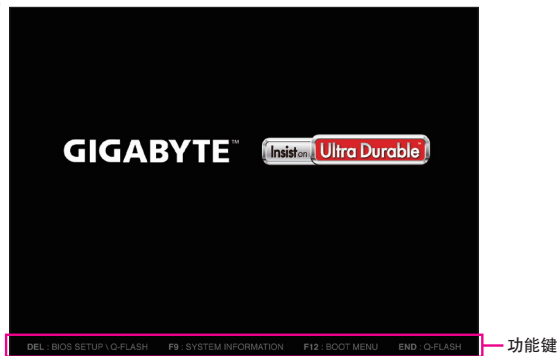 GIGABYTE™ Insist on Ultra Durable™
DEL : BIOS SETUP \ Q-FLASH F9 : SYSTEM INFORMATION F12 : BOOT MENU END : Q-FLASH
功能键